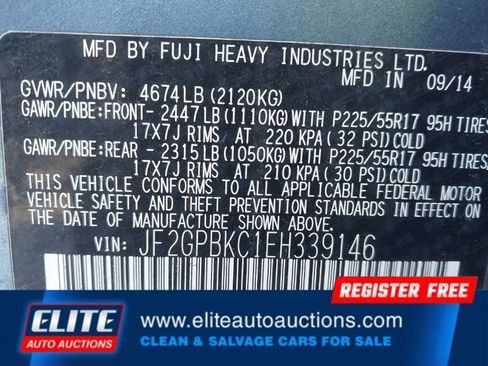 MFD BY FUJI HEAVY INDUSTRIES LTD.
MFD IN 09/14
GVWR/PNBV: 4674LB(2120KG)
GAWR/PNBE:FRONT- 2447LB(1110KG)WITH P225/55R17 95H TIRES,
17X7J RIMS AT 220 KPA(32 PSI)COLD
GAWR/PNBE:REAR - 2315LB(1050KG)WITH P225/55R17 95H TIRES,
17X7J RIMS AT 210 KPA(30 PSI)COLD
THIS VEHICLE CONFORMS TO ALL APPLICABLE FEDERAL MOTOR
VEHICLE SAFETY AND THEFT PREVENTION STANDARDS IN EFFECT ON
THE DATE OF MANUFACTURE SHOWN ABOVE.
VIN: JF2GPBKC1EH339146
REGISTER FREE
ELITE
AUTO AUCTIONS
www.eliteautoauctions.com
CLEAN & SALVAGE CARS FOR SALE